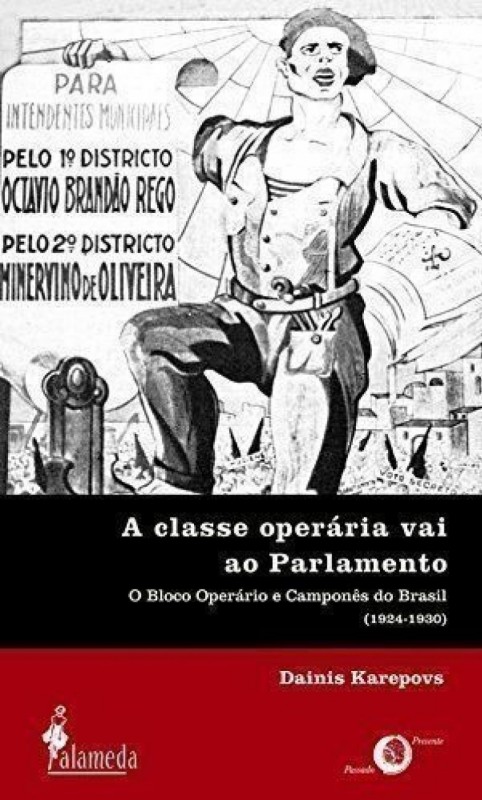 PARA
INTENDENTES MUNICIPAES
PELO 1º DISTRICTO
OCTAVIO BRANDÃO REGO
PELO 2º DISTRICTO
MINERVINO DE OLIVEIRA
VOTO SECRETO
A classe operária vai
ao Parlamento
O Bloco Operário e Camponês do Brasil
(1924-1930)
Dainis Karepovs
alameda
Passado
Presente